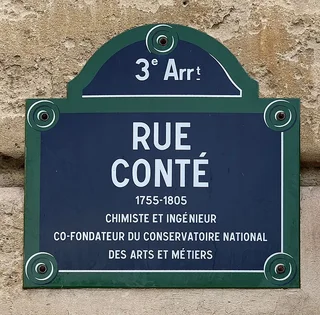 3e Arrt
RUE
CONTÉ
1755-1805
CHIMISTE ET INGÉNIEUR
CO-FONDATEUR DU CONSERVATOIRE NATIONAL
DES ARTS ET MÉTIERS